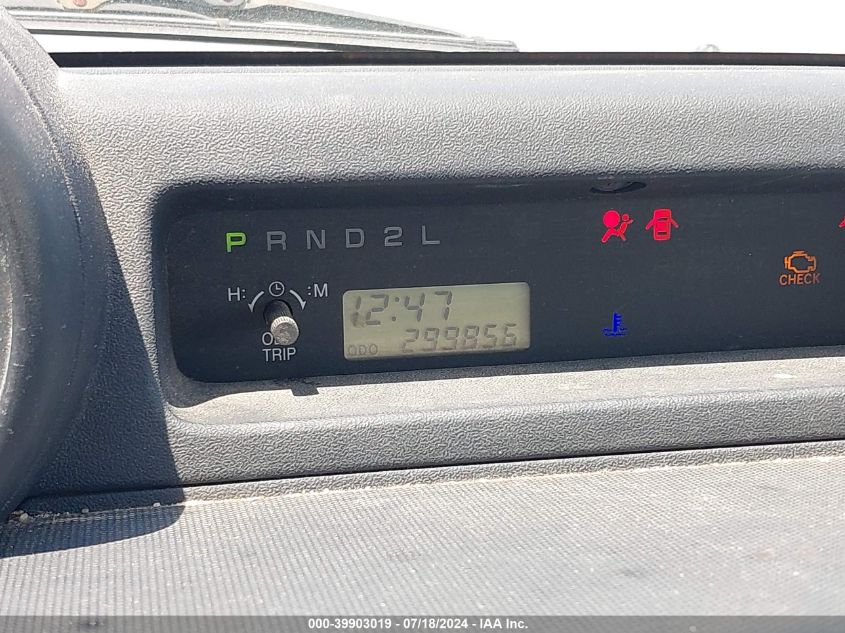 P R N D 2 L
H: :M
12:47
ODO 299856
TRIP
CHECK
000-39903019 / 07/18/2024 - IAA Inc.